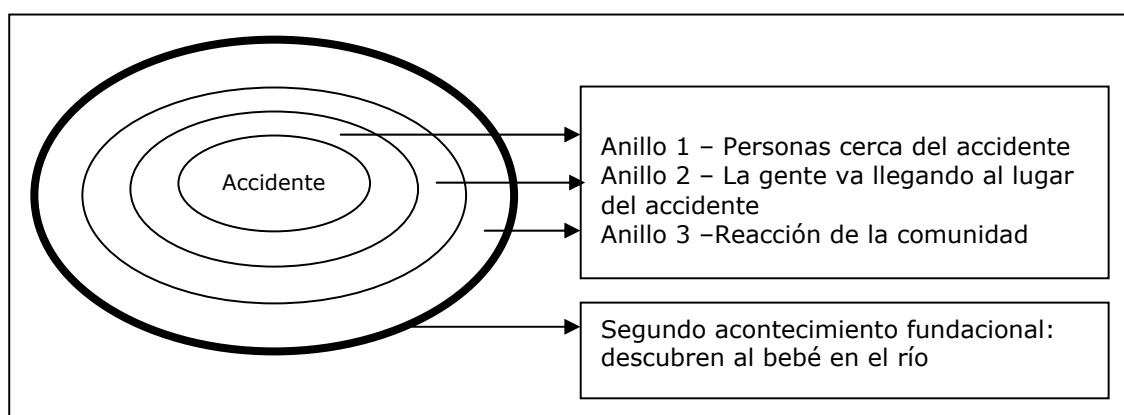 Accidente
Anillo 1 – Personas cerca del accidente
Anillo 2 – La gente va llegando al lugar
del accidente
Anillo 3 –Reacción de la comunidad
Segundo acontecimiento fundacional:
descubren al bebé en el río